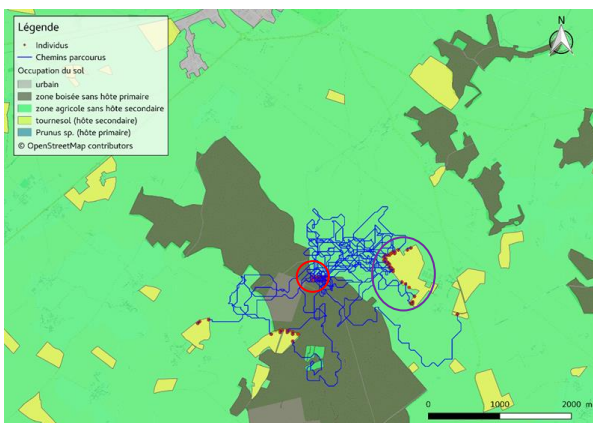 Légende
Individus
Chemins parcourus
Occupation du sol
urbain
zone boisée sans hôte primaire
zone agricole sans hôte secondaire
tournesol (hôte secondaire)
Prunus sp. (hôte primaire)
© OpenStreetMap contributors
N
0 1000 2000 m